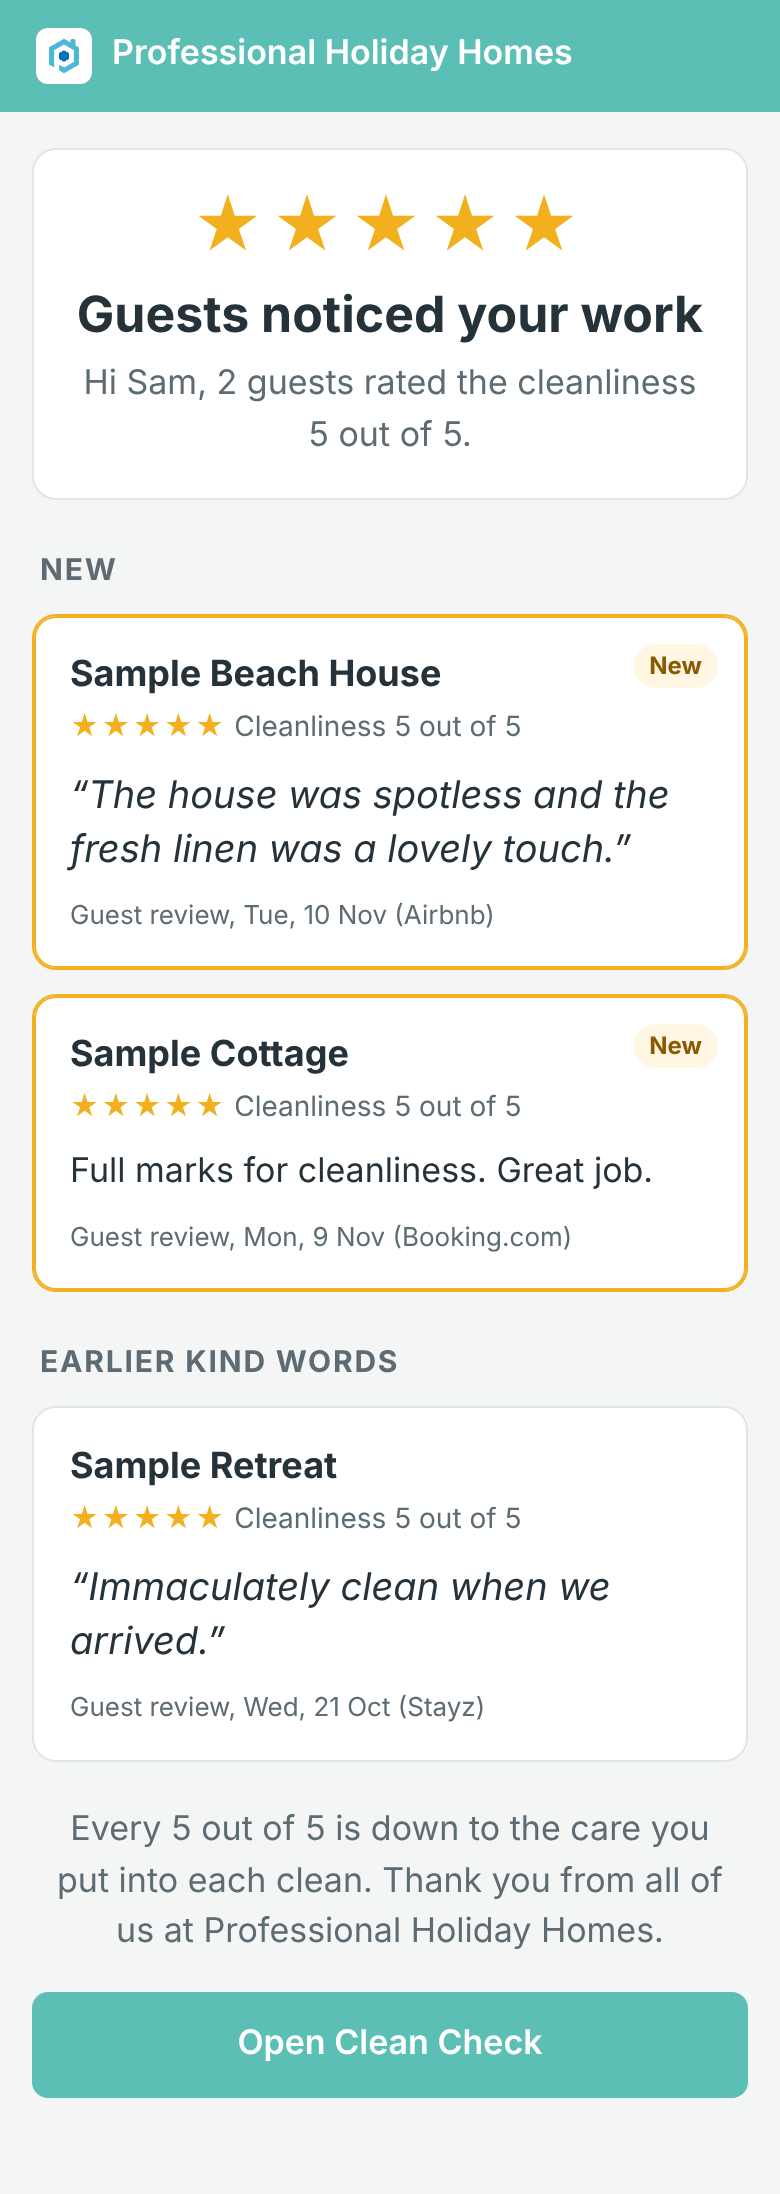 Professional Holiday Homes
★★★★★
Guests noticed your work
Hi Sam, 2 guests rated the cleanliness
5 out of 5.
NEW
Sample Beach House
New
★★★★★ Cleanliness 5 out of 5
“The house was spotless and the
fresh linen was a lovely touch.”
Guest review, Tue, 10 Nov (Airbnb)
Sample Cottage
New
★★★★★ Cleanliness 5 out of 5
Full marks for cleanliness. Great job.
Guest review, Mon, 9 Nov (Booking.com)
EARLIER KIND WORDS
Sample Retreat
★★★★★ Cleanliness 5 out of 5
“Immaculately clean when we
arrived.”
Guest review, Wed, 21 Oct (Stayz)
Every 5 out of 5 is down to the care you
put into each clean. Thank you from all of
us at Professional Holiday Homes.
Open Clean Check